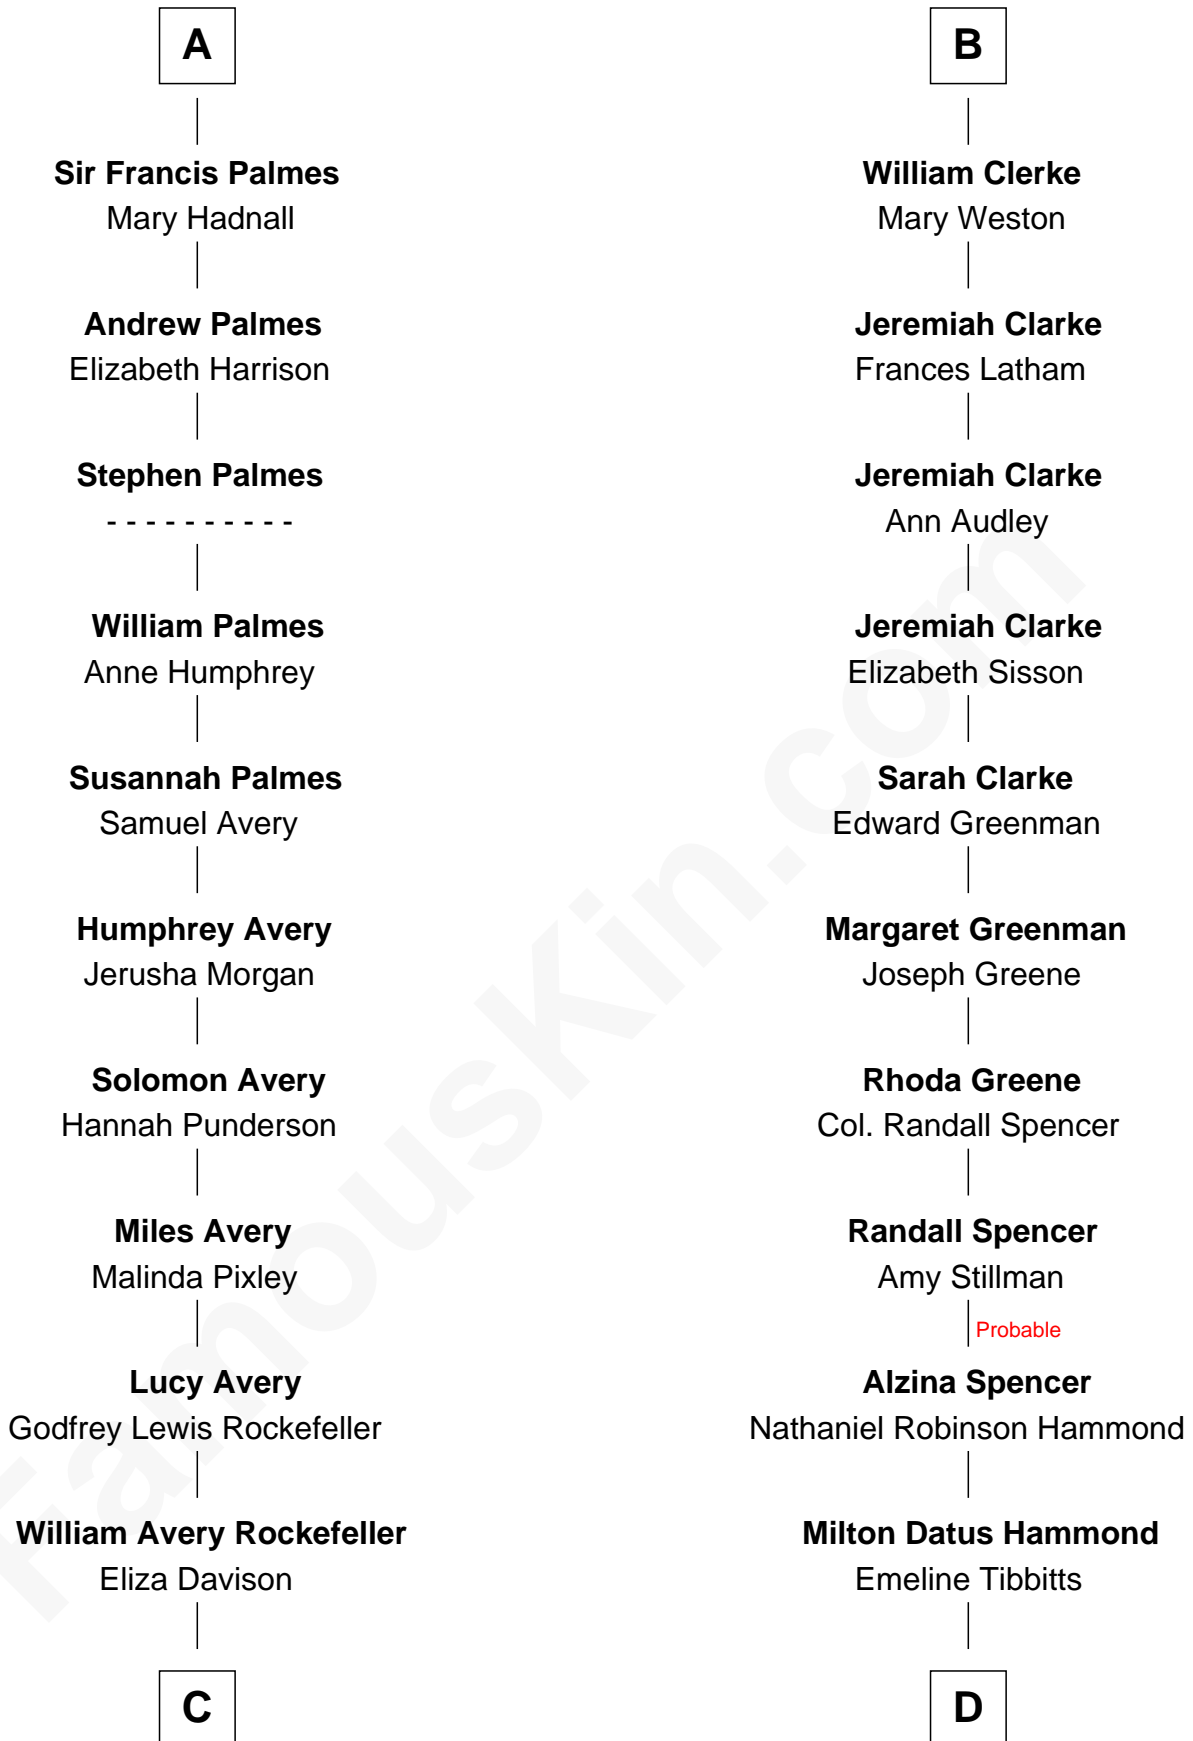 A
Sir Francis Palmes
Mary Hadnall
Andrew Palmes
Elizabeth Harrison
Stephen Palmes
- - - - - - - - - -
William Palmes
Anne Humphrey
Susannah Palmes
Samuel Avery
Humphrey Avery
Jerusha Morgan
Solomon Avery
Hannah Punderson
Miles Avery
Malinda Pixley
Lucy Avery
Godfrey Lewis Rockefeller
William Avery Rockefeller
Eliza Davison
C
B
William Clerke
Mary Weston
Jeremiah Clarke
Frances Latham
Jeremiah Clarke
Ann Audley
Jeremiah Clarke
Elizabeth Sisson
Sarah Clarke
Edward Greenman
Margaret Greenman
Joseph Greene
Rhoda Greene
Col. Randall Spencer
Randall Spencer
Amy Stillman
Probable
Alzina Spencer
Nathaniel Robinson Hammond
Milton Datus Hammond
Emeline Tibbitts
D
FamousKin.com